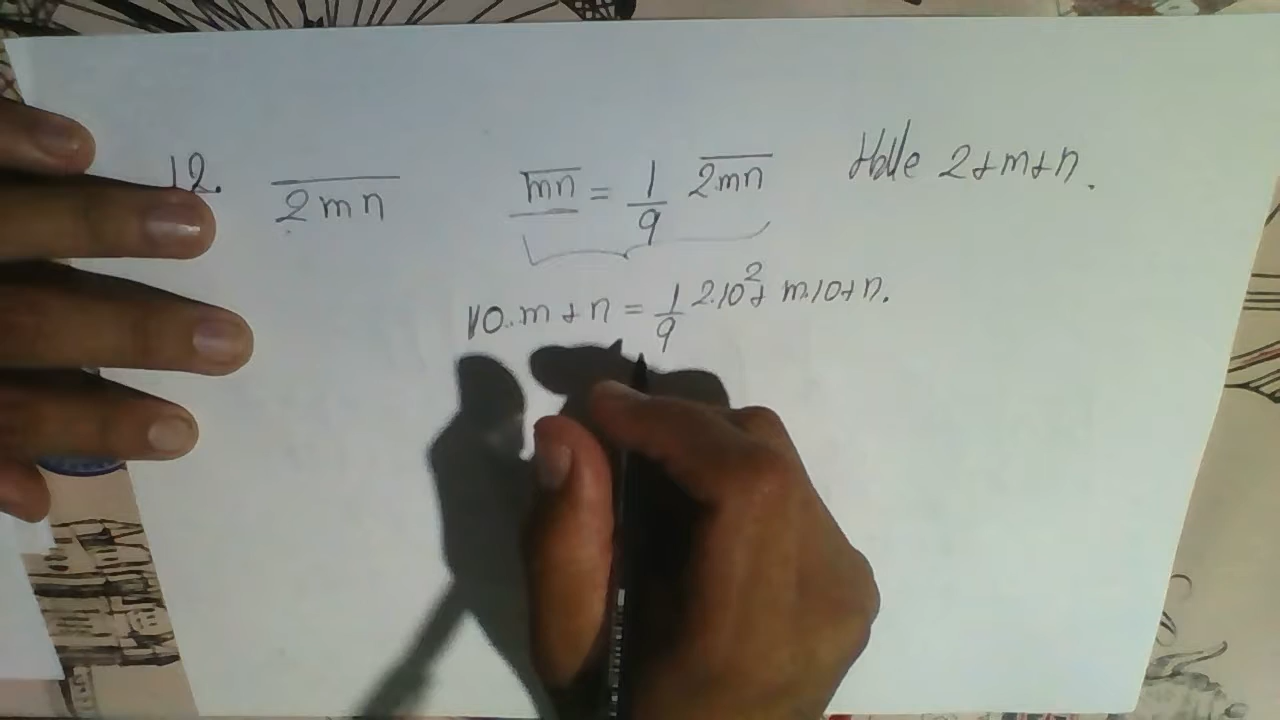 12. 2mn mn = 1/9 2mn Halle 2+m+n.
10.m+n = 1/9 2.10²+ m.10+n.